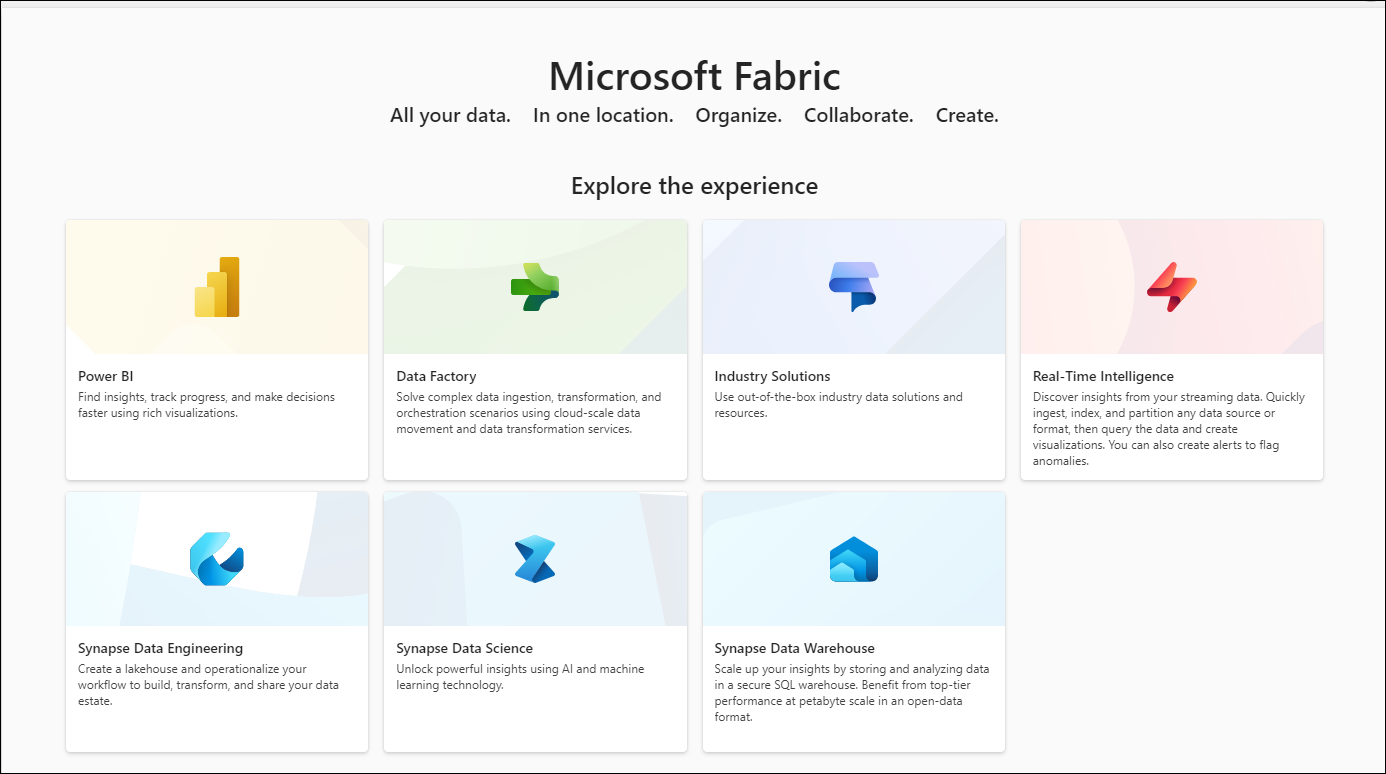 Microsoft Fabric
All your data. In one location. Organize. Collaborate. Create.
Explore the experience
Power BI
Find insights, track progress, and make decisions
faster using rich visualizations.
Data Factory
Solve complex data ingestion, transformation, and
orchestration scenarios using cloud-scale data
movement and data transformation services.
Industry Solutions
Use out-of-the-box industry data solutions and
resources.
Real-Time Intelligence
Discover insights from your streaming data. Quickly
ingest, index, and partition any data source or
format, then query the data and create
visualizations. You can also create alerts to flag
anomalies.
Synapse Data Engineering
Create a lakehouse and operationalize your
workflow to build, transform, and share your data
estate.
Synapse Data Science
Unlock powerful insights using AI and machine
learning technology.
Synapse Data Warehouse
Scale up your insights by storing and analyzing data
in a secure SQL warehouse. Benefit from top-tier
performance at petabyte scale in an open-data
format.